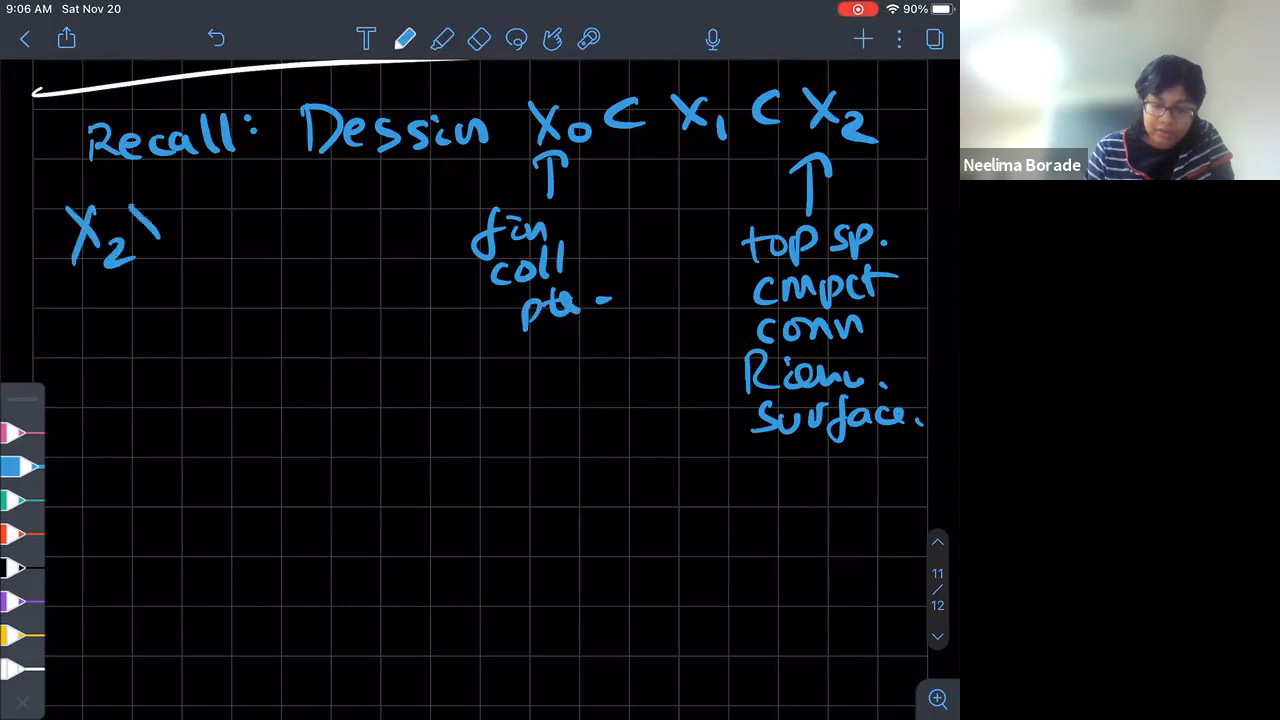 9:06 AM Sat Nov 20
90%
Recall: Dessin X₀ ⊂ X₁ ⊂ X₂
↑ ↑
X₂ \
fin
coll
pts.
top sp.
cmpct
conn
Riem.
surface.
Neelima Borade
11
/
12